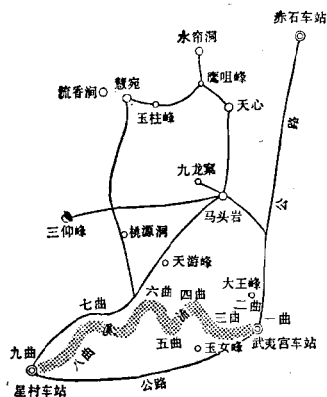 赤石车站
水帘洞
鹰咀峰
流香涧
慧宛
玉柱峰
天心
九龙窠
公路
马头岩
三仰峰
桃源洞
天游峰
大王峰
七曲
六曲
四曲
二曲
一曲
三曲
溪
五曲
玉女峰
武夷宫车站
九曲
八曲
星村车站
公路